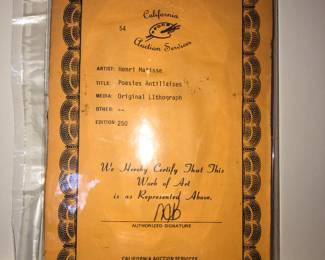 California
54
Auction Services
ARTIST: Henri Matisse
TITLE: Poesies Antillaises
MEDIA: Original Lithograph
OTHER: --
EDITION 250
We Hereby Certify That This
Work of Art
is as Represented Above.
AUTHORIZED SIGNATURE
CALIFORNIA AUCTION SERVICES